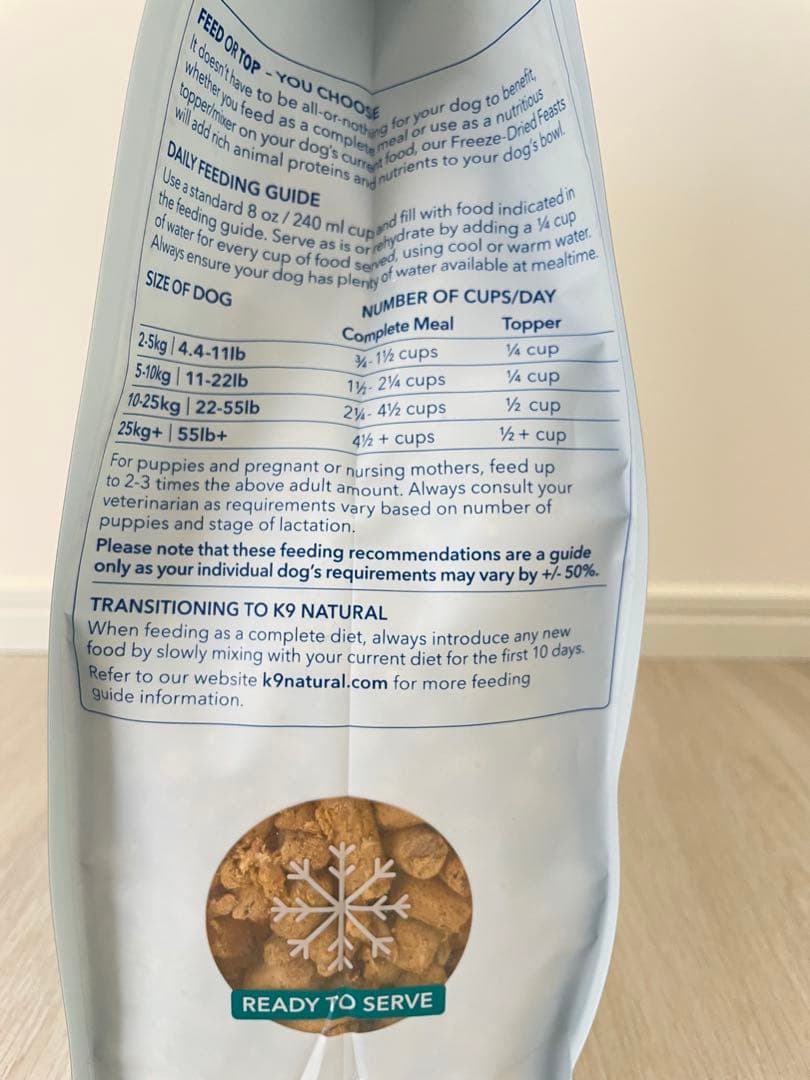 FEED OR TOP - YOU CHOOSE
It doesn't have to be all-or-nothing for your dog to benefit,
whether you feed as a complete meal or use as a nutritious
topper/mixer on your dog's current food, our Freeze-Dried Feasts
will add rich animal proteins and nutrients to your dog's bowl.
DAILY FEEDING GUIDE
Use a standard 8 oz / 240 ml cup and fill with food indicated in
the feeding guide. Serve as is or rehydrate by adding a ¼ cup
of water for every cup of food served, using cool or warm water.
Always ensure your dog has plenty of water available at mealtime.
SIZE OF DOG NUMBER OF CUPS/DAY
Complete Meal Topper
2-5kg | 4.4-11lb ¾-1½ cups ¼ cup
5-10kg | 11-22lb 1½- 2¼ cups ¼ cup
10-25kg | 22-55lb 2¼- 4½ cups ½ cup
25kg+ | 55lb+ 4½ + cups ½ + cup
For puppies and pregnant or nursing mothers, feed up
to 2-3 times the above adult amount. Always consult your
veterinarian as requirements vary based on number of
puppies and stage of lactation.
Please note that these feeding recommendations are a guide
only as your individual dog's requirements may vary by +/- 50%.
TRANSITIONING TO K9 NATURAL
When feeding as a complete diet, always introduce any new
food by slowly mixing with your current diet for the first 10 days.
Refer to our website k9natural.com for more feeding
guide information.
READY TO SERVE